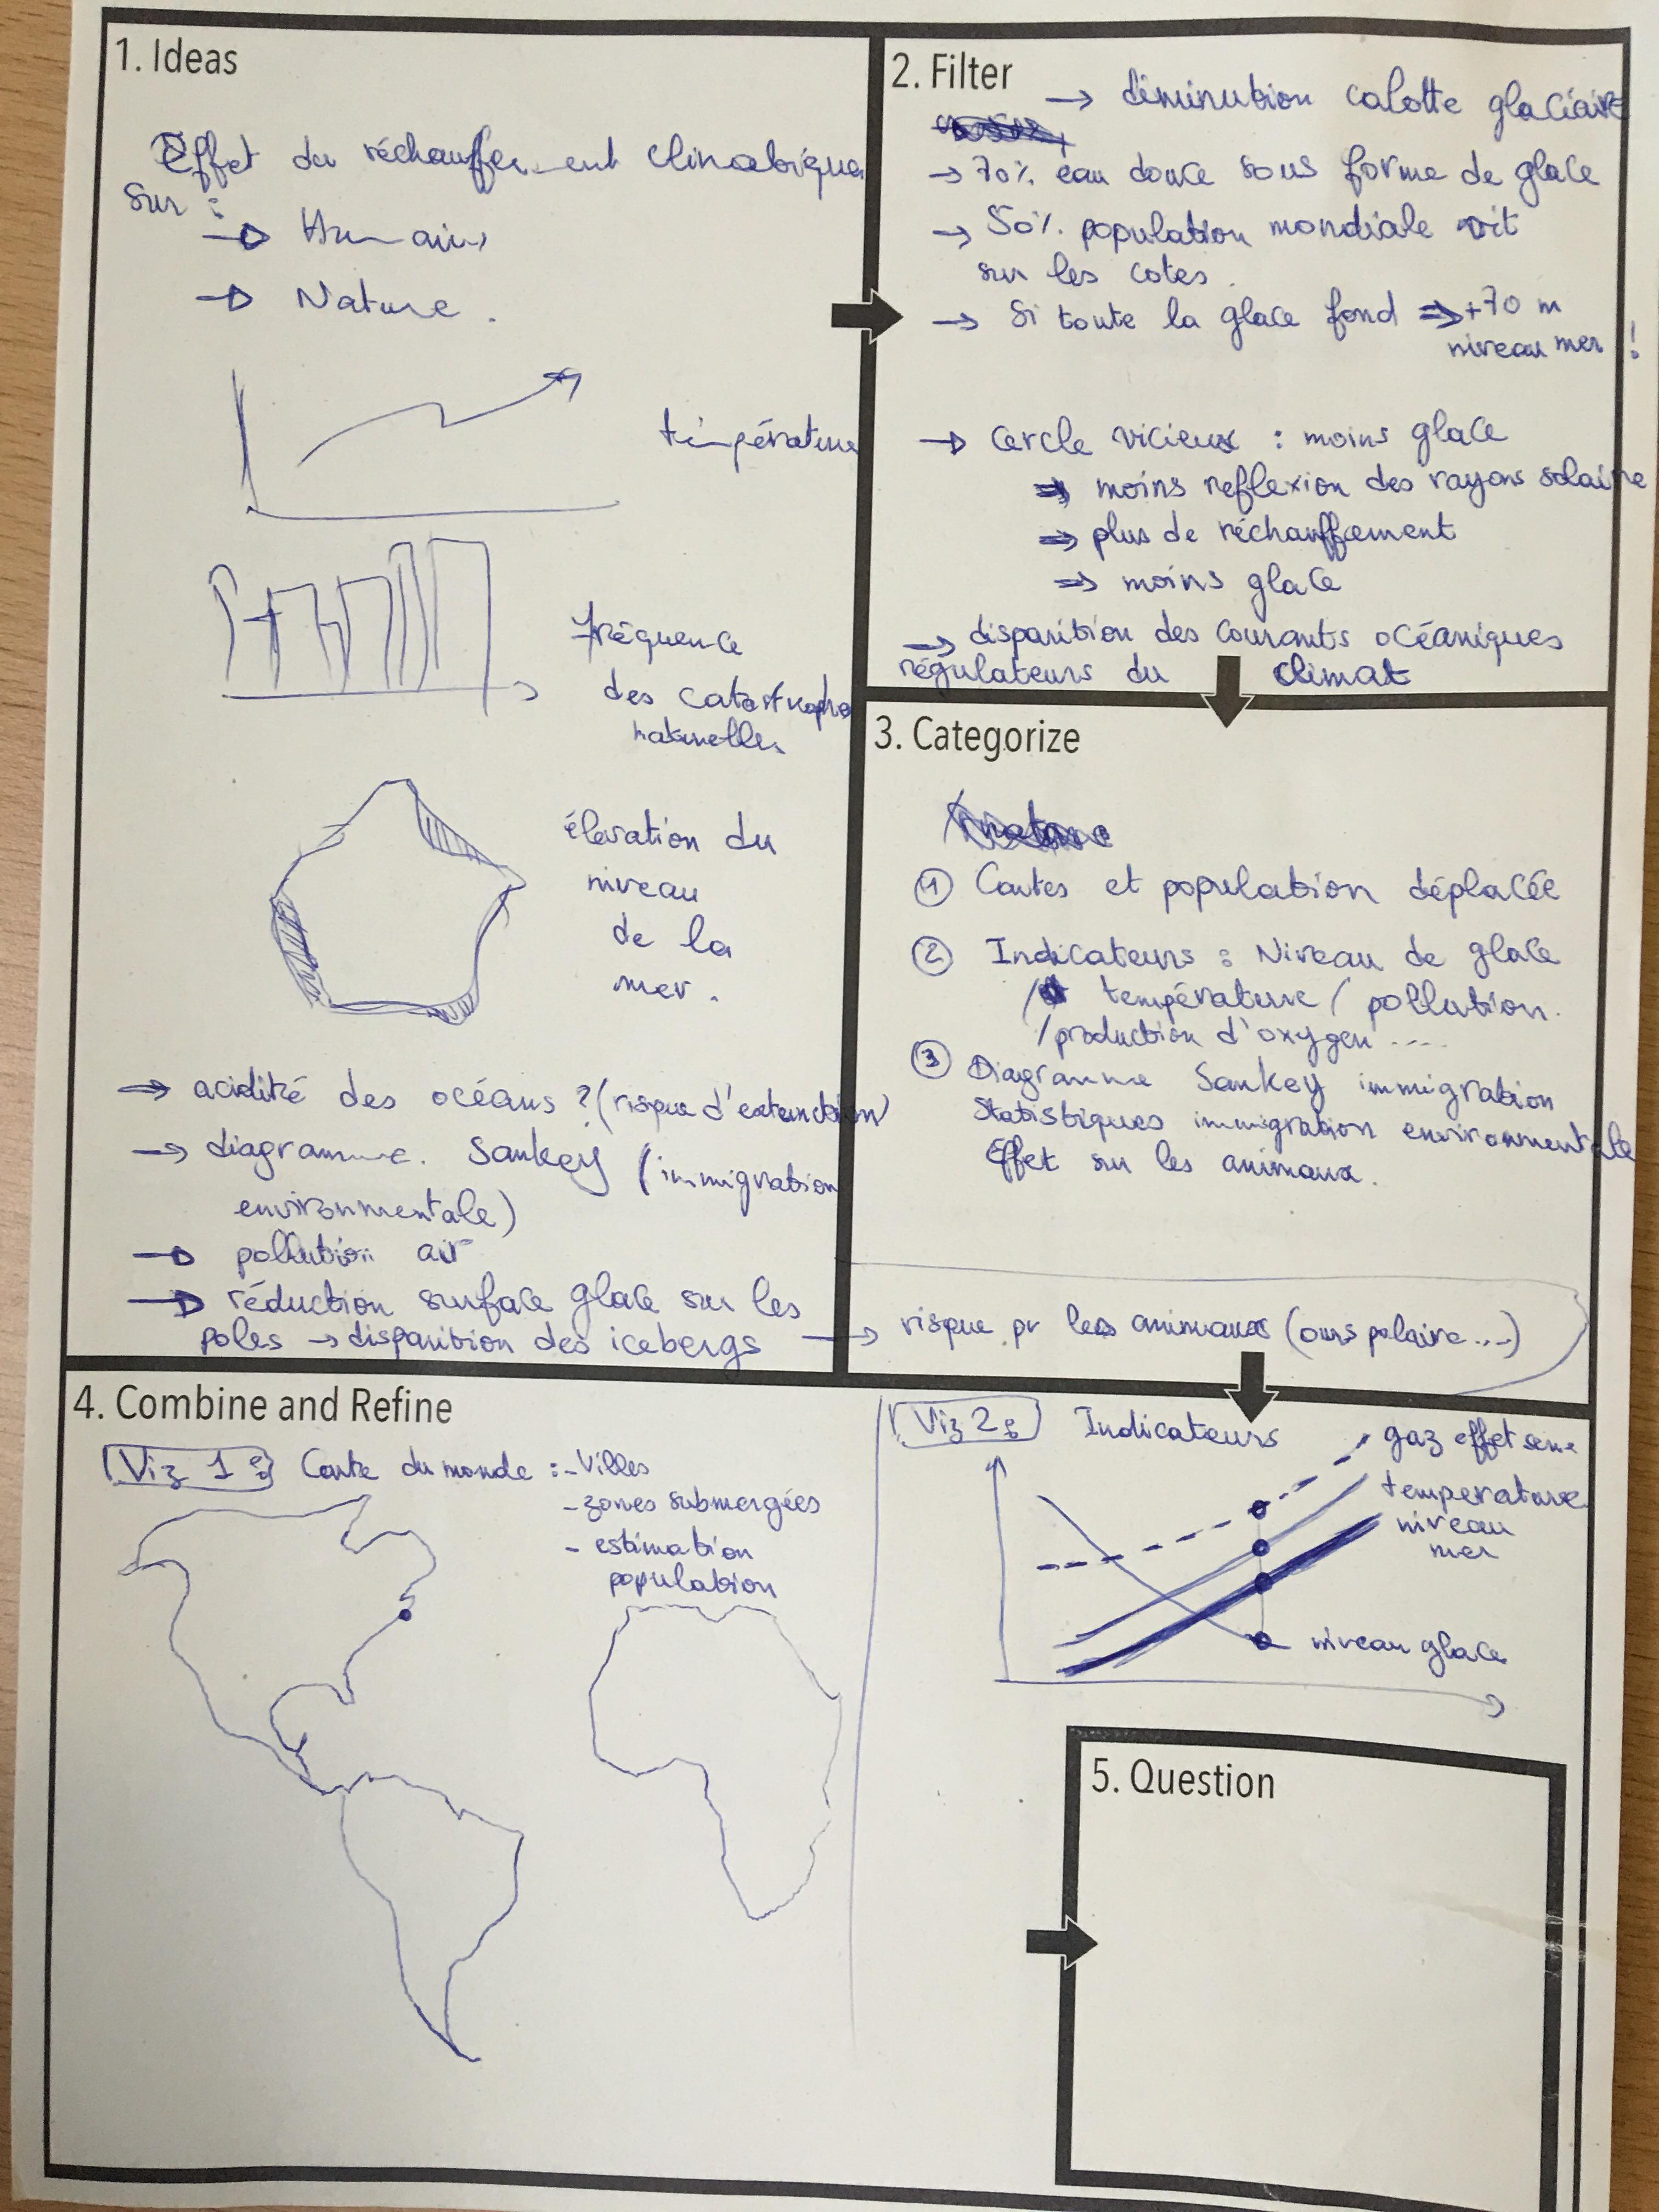 1. Ideas
Effet du réchauffement climatique
sur :
→ Humains
→ Nature.
température
fréquence
des catastrophes
naturelles
élevation du
niveau
de la
mer.
⇒ acidité des océans ? (risque d'extenction)
→ diagramme. Sankey (immigration
environnementale)
→ pollution air
→ réduction surface glace sur les
poles → disparition des icebergs → risque pr les animaux (ours polaire...)
2. Filter
→ diminution calotte glaciaire
→ 70% eau douce sous forme de glace
→ 50% population mondiale vit
sur les cotes.
→ Si toute la glace fond ⇒ +70 m
niveau mer !
→ cercle vicieux : moins glace
⇒ moins reflexion des rayons solaire
⇒ plus de réchauffement
⇒ moins glace
→ disparition des courants océaniques
régulateurs du climat
3. Categorize
① Cartes et population déplacée
② Indicateurs : Niveau de glace
/ température / pollution.
/ production d'oxygen ....
③ Diagramme Sankey immigration
Statistiques immigration environnementale
Effet sur les animaux.
4. Combine and Refine
Viz 1 : Carte du monde : - Villes
- zones submergées
- estimation
population
Viz 2 : Indicateurs
gaz effet serre
temperature
niveau
mer
niveau glace
5. Question